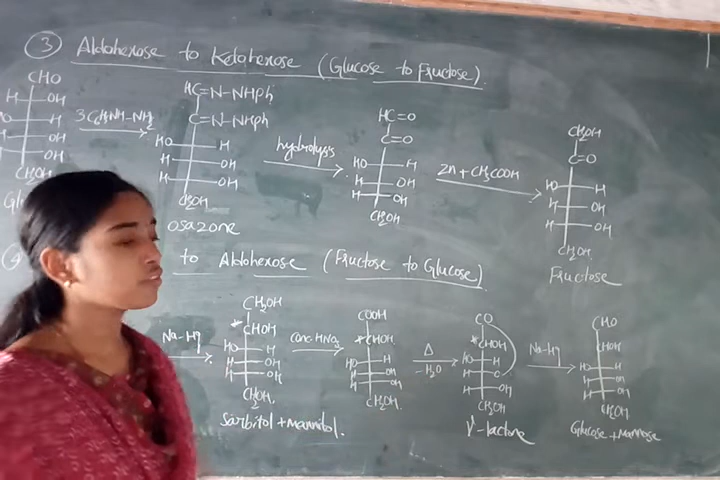 ③ Aldohexose to Ketohexose (Glucose to Fructose).
CHO
H OH
HO H
H OH
H OH
CH₂OH
3C₆H₅NH-NH₂
HC=N-NHPh
C=N-NHPh
HO H
H OH
H OH
CH₂OH
osazone
hydrolysis
HC=O
C=O
HO H
H OH
H OH
CH₂OH
Zn + CH₃COOH
CH₂OH
C=O
HO H
H OH
H OH
CH₂OH
Fructose
④ to Aldohexose (Fructose to Glucose)
Na-Hg
CH₂OH
*CHOH
HO H
H OH
H OH
CH₂OH.
Sorbitol + mannitol.
Conc HNO₃
COOH
*CHOH.
HO H
H OH
H OH
CH₂OH.
Δ
-H₂O
CO
*CHOH
HO H
H O
H OH
CH₂OH
γ-lactone
Na-Hg
CHO
CHOH
HO H
H OH
H OH
CH₂OH.
Glucose + Mannose